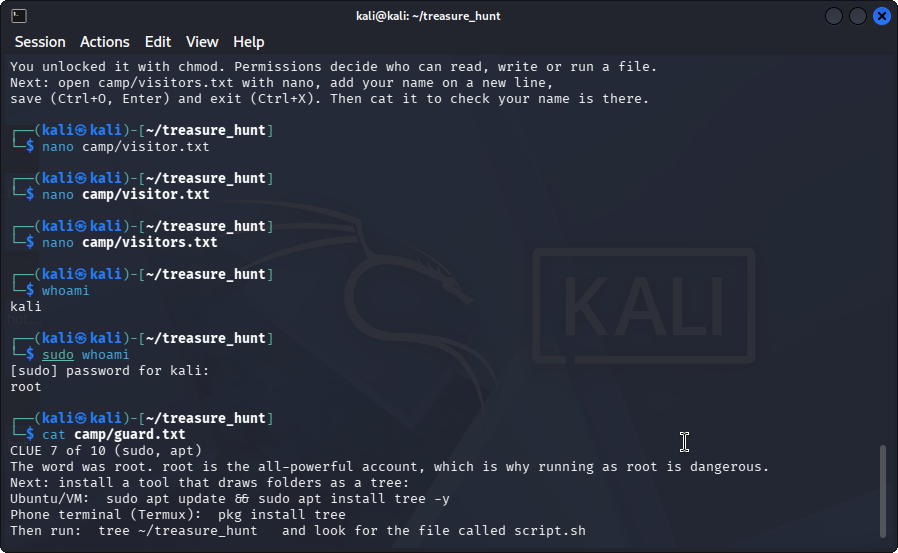 kali@kali: ~/treasure_hunt
Session Actions Edit View Help
You unlocked it with chmod. Permissions decide who can read, write or run a file.
Next: open camp/visitors.txt with nano, add your name on a new line,
save (Ctrl+O, Enter) and exit (Ctrl+X). Then cat it to check your name is there.
┌──(kali㉿kali)-[~/treasure_hunt]
└─$ nano camp/visitor.txt
┌──(kali㉿kali)-[~/treasure_hunt]
└─$ nano camp/visitor.txt
┌──(kali㉿kali)-[~/treasure_hunt]
└─$ nano camp/visitors.txt
┌──(kali㉿kali)-[~/treasure_hunt]
└─$ whoami
kali
┌──(kali㉿kali)-[~/treasure_hunt]
└─$ sudo whoami
[sudo] password for kali:
root
┌──(kali㉿kali)-[~/treasure_hunt]
└─$ cat camp/guard.txt
CLUE 7 of 10 (sudo, apt)
The word was root. root is the all-powerful account, which is why running as root is dangerous.
Next: install a tool that draws folders as a tree:
Ubuntu/VM:  sudo apt update && sudo apt install tree -y
Phone terminal (Termux):  pkg install tree
Then run:  tree ~/treasure_hunt   and look for the file called script.sh
KALI